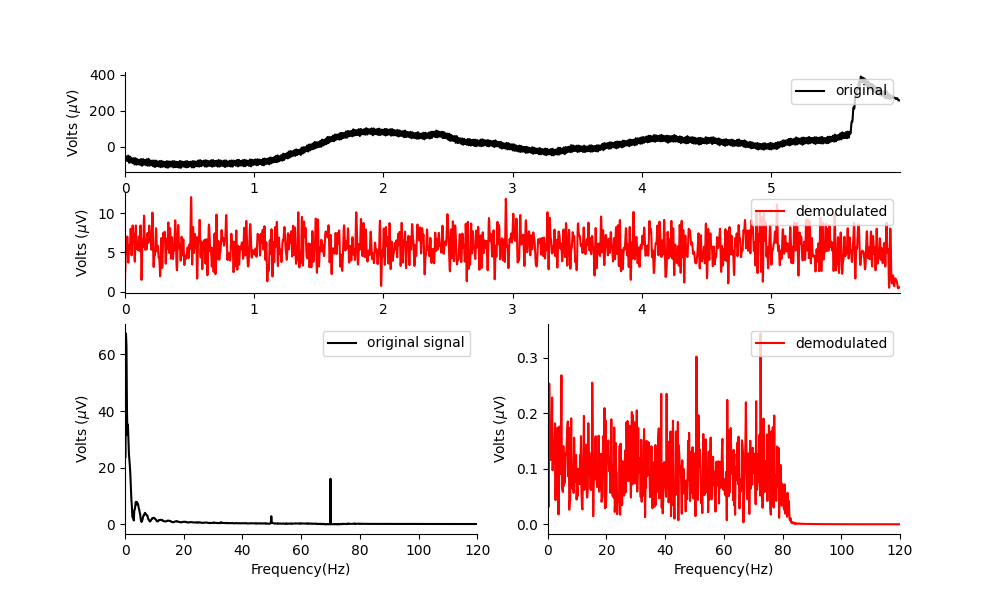 400
200
0
Volts (μV)
original
0 1 2 3 4 5
10
5
0
Volts (μV)
demodulated
0 1 2 3 4 5
60
40
20
0
Volts (μV)
original signal
0 20 40 60 80 100 120
Frequency(Hz)
0.3
0.2
0.1
0.0
Volts (μV)
demodulated
0 20 40 60 80 100 120
Frequency(Hz)